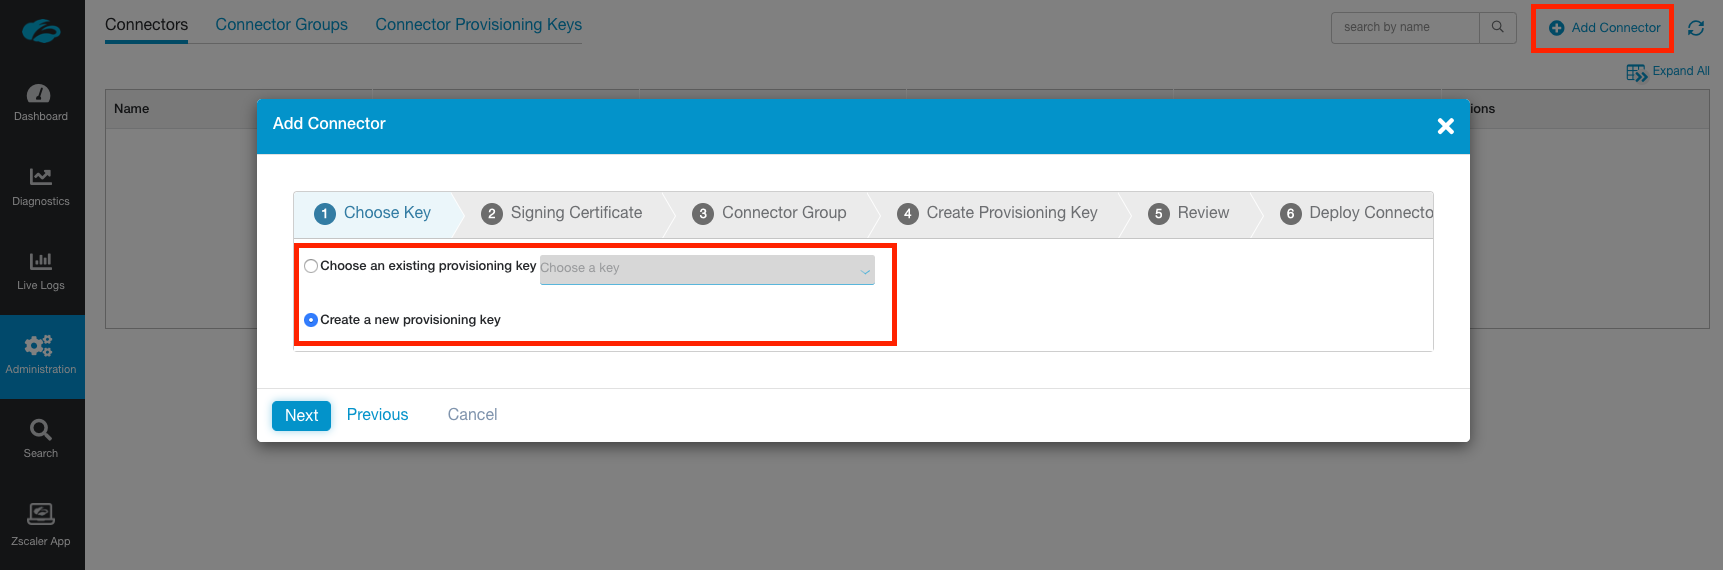 Connectors Connector Groups Connector Provisioning Keys
search by name
Add Connector
Expand All
Name
ions
Dashboard
Diagnostics
Live Logs
Administration
Search
Zscaler App
Add Connector
1 Choose Key 2 Signing Certificate 3 Connector Group 4 Create Provisioning Key 5 Review 6 Deploy Connecto
Choose an existing provisioning key Choose a key
Create a new provisioning key
Next Previous Cancel